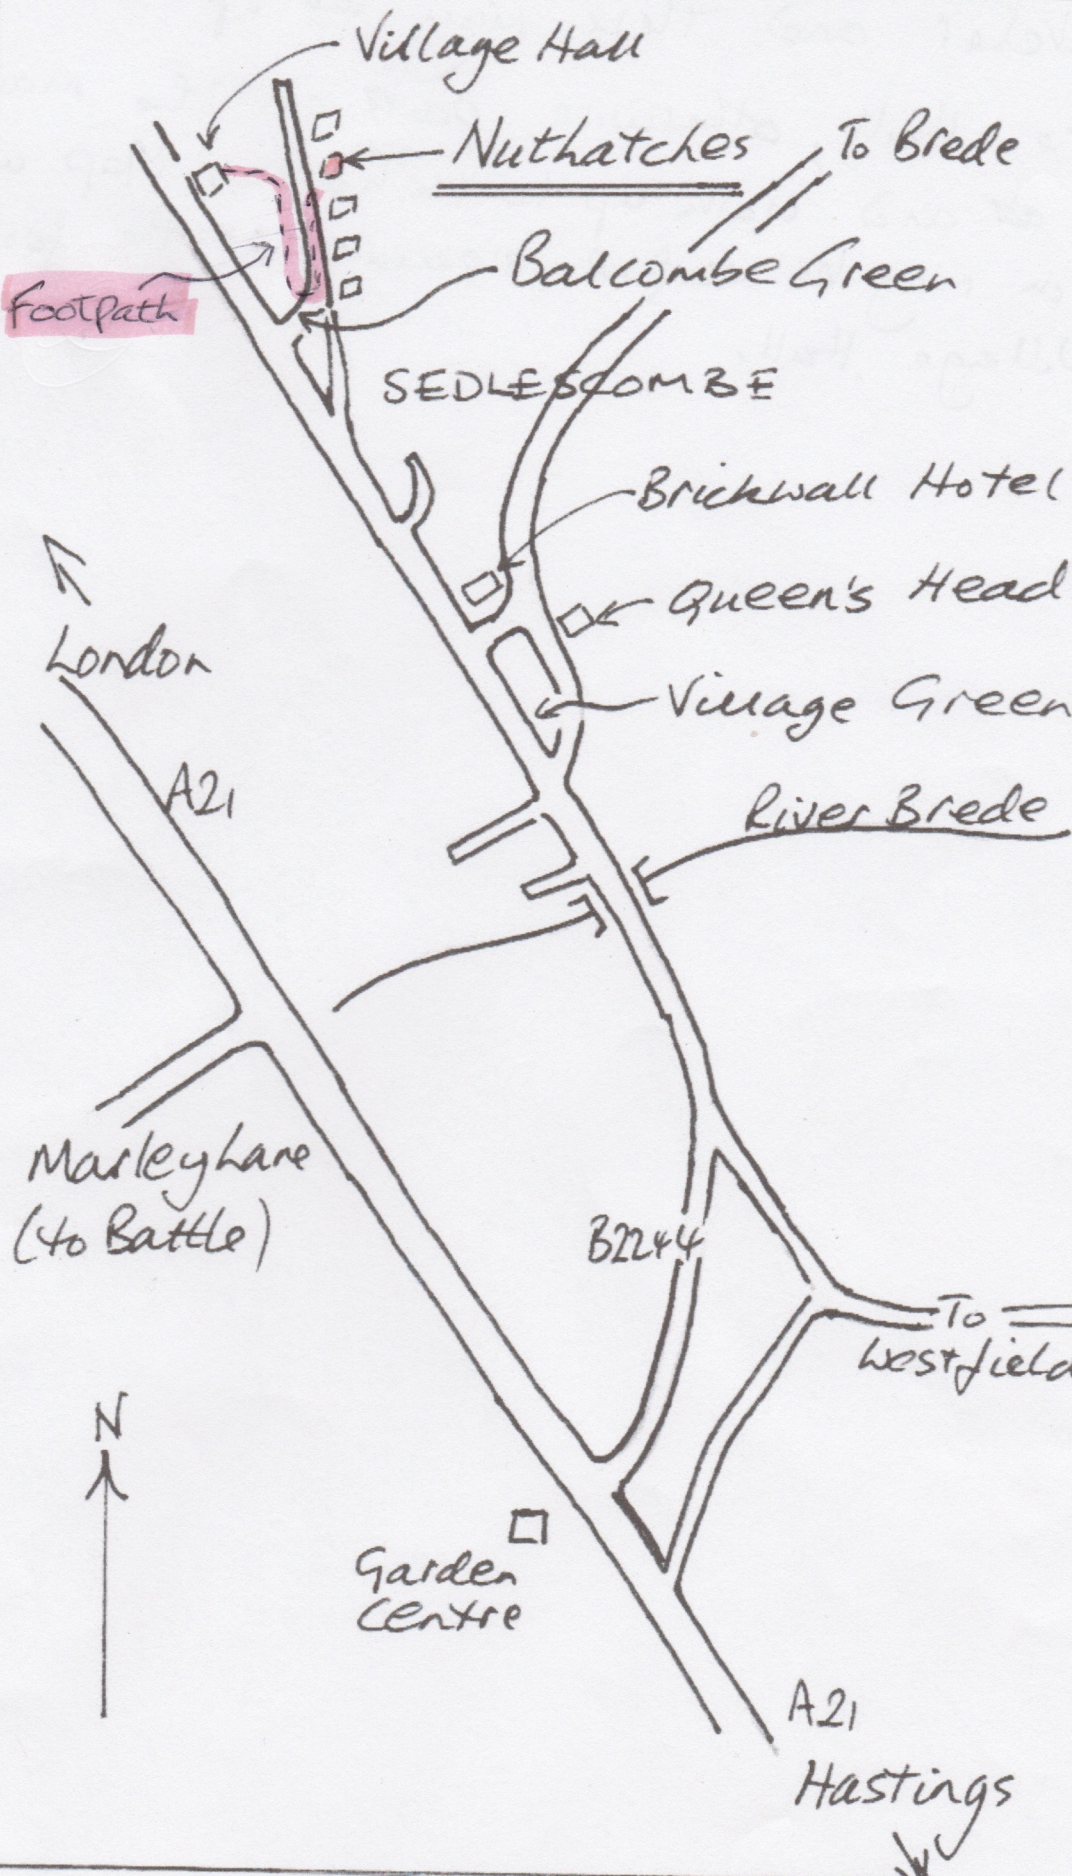 Village Hall
Nuthatches
To Brede
Balcombe Green
Footpath
SEDLESCOMBE
Brickwall Hotel
Queen's Head
London
Village Green
A21
River Brede
Marley Lane
(to Battle)
B2244
To
Westfield
N
Garden
Centre
A21
Hastings